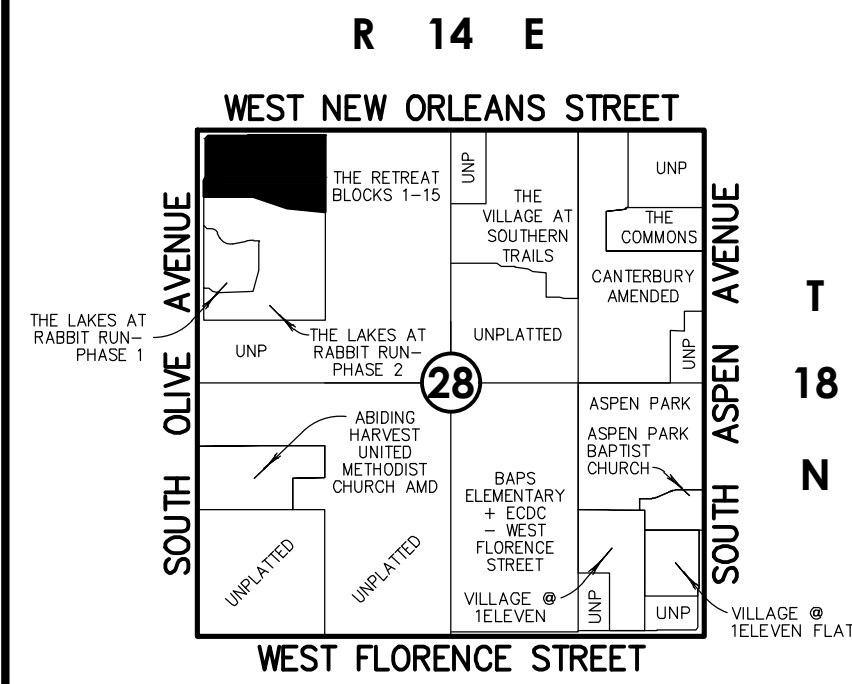 R 14 E
WEST NEW ORLEANS STREET
SOUTH OLIVE AVENUE
SOUTH ASPEN AVENUE
T
18
N
THE RETREAT
BLOCKS 1-15
UNP
THE
VILLAGE AT
SOUTHERN
TRAILS
UNP
THE
COMMONS
CANTERBURY
AMENDED
THE LAKES AT
RABBIT RUN-
PHASE 1
UNP
THE LAKES AT
RABBIT RUN-
PHASE 2
UNPLATTED
UNP
28
ABIDING
HARVEST
UNITED
METHODIST
CHURCH AMD
ASPEN PARK
ASPEN PARK
BAPTIST
CHURCH
BAPS
ELEMENTARY
+ ECDC
- WEST
FLORENCE
STREET
UNPLATTED
UNPLATTED
VILLAGE @
1ELEVEN
UNP
UNP
VILLAGE @
1ELEVEN FLAT
WEST FLORENCE STREET